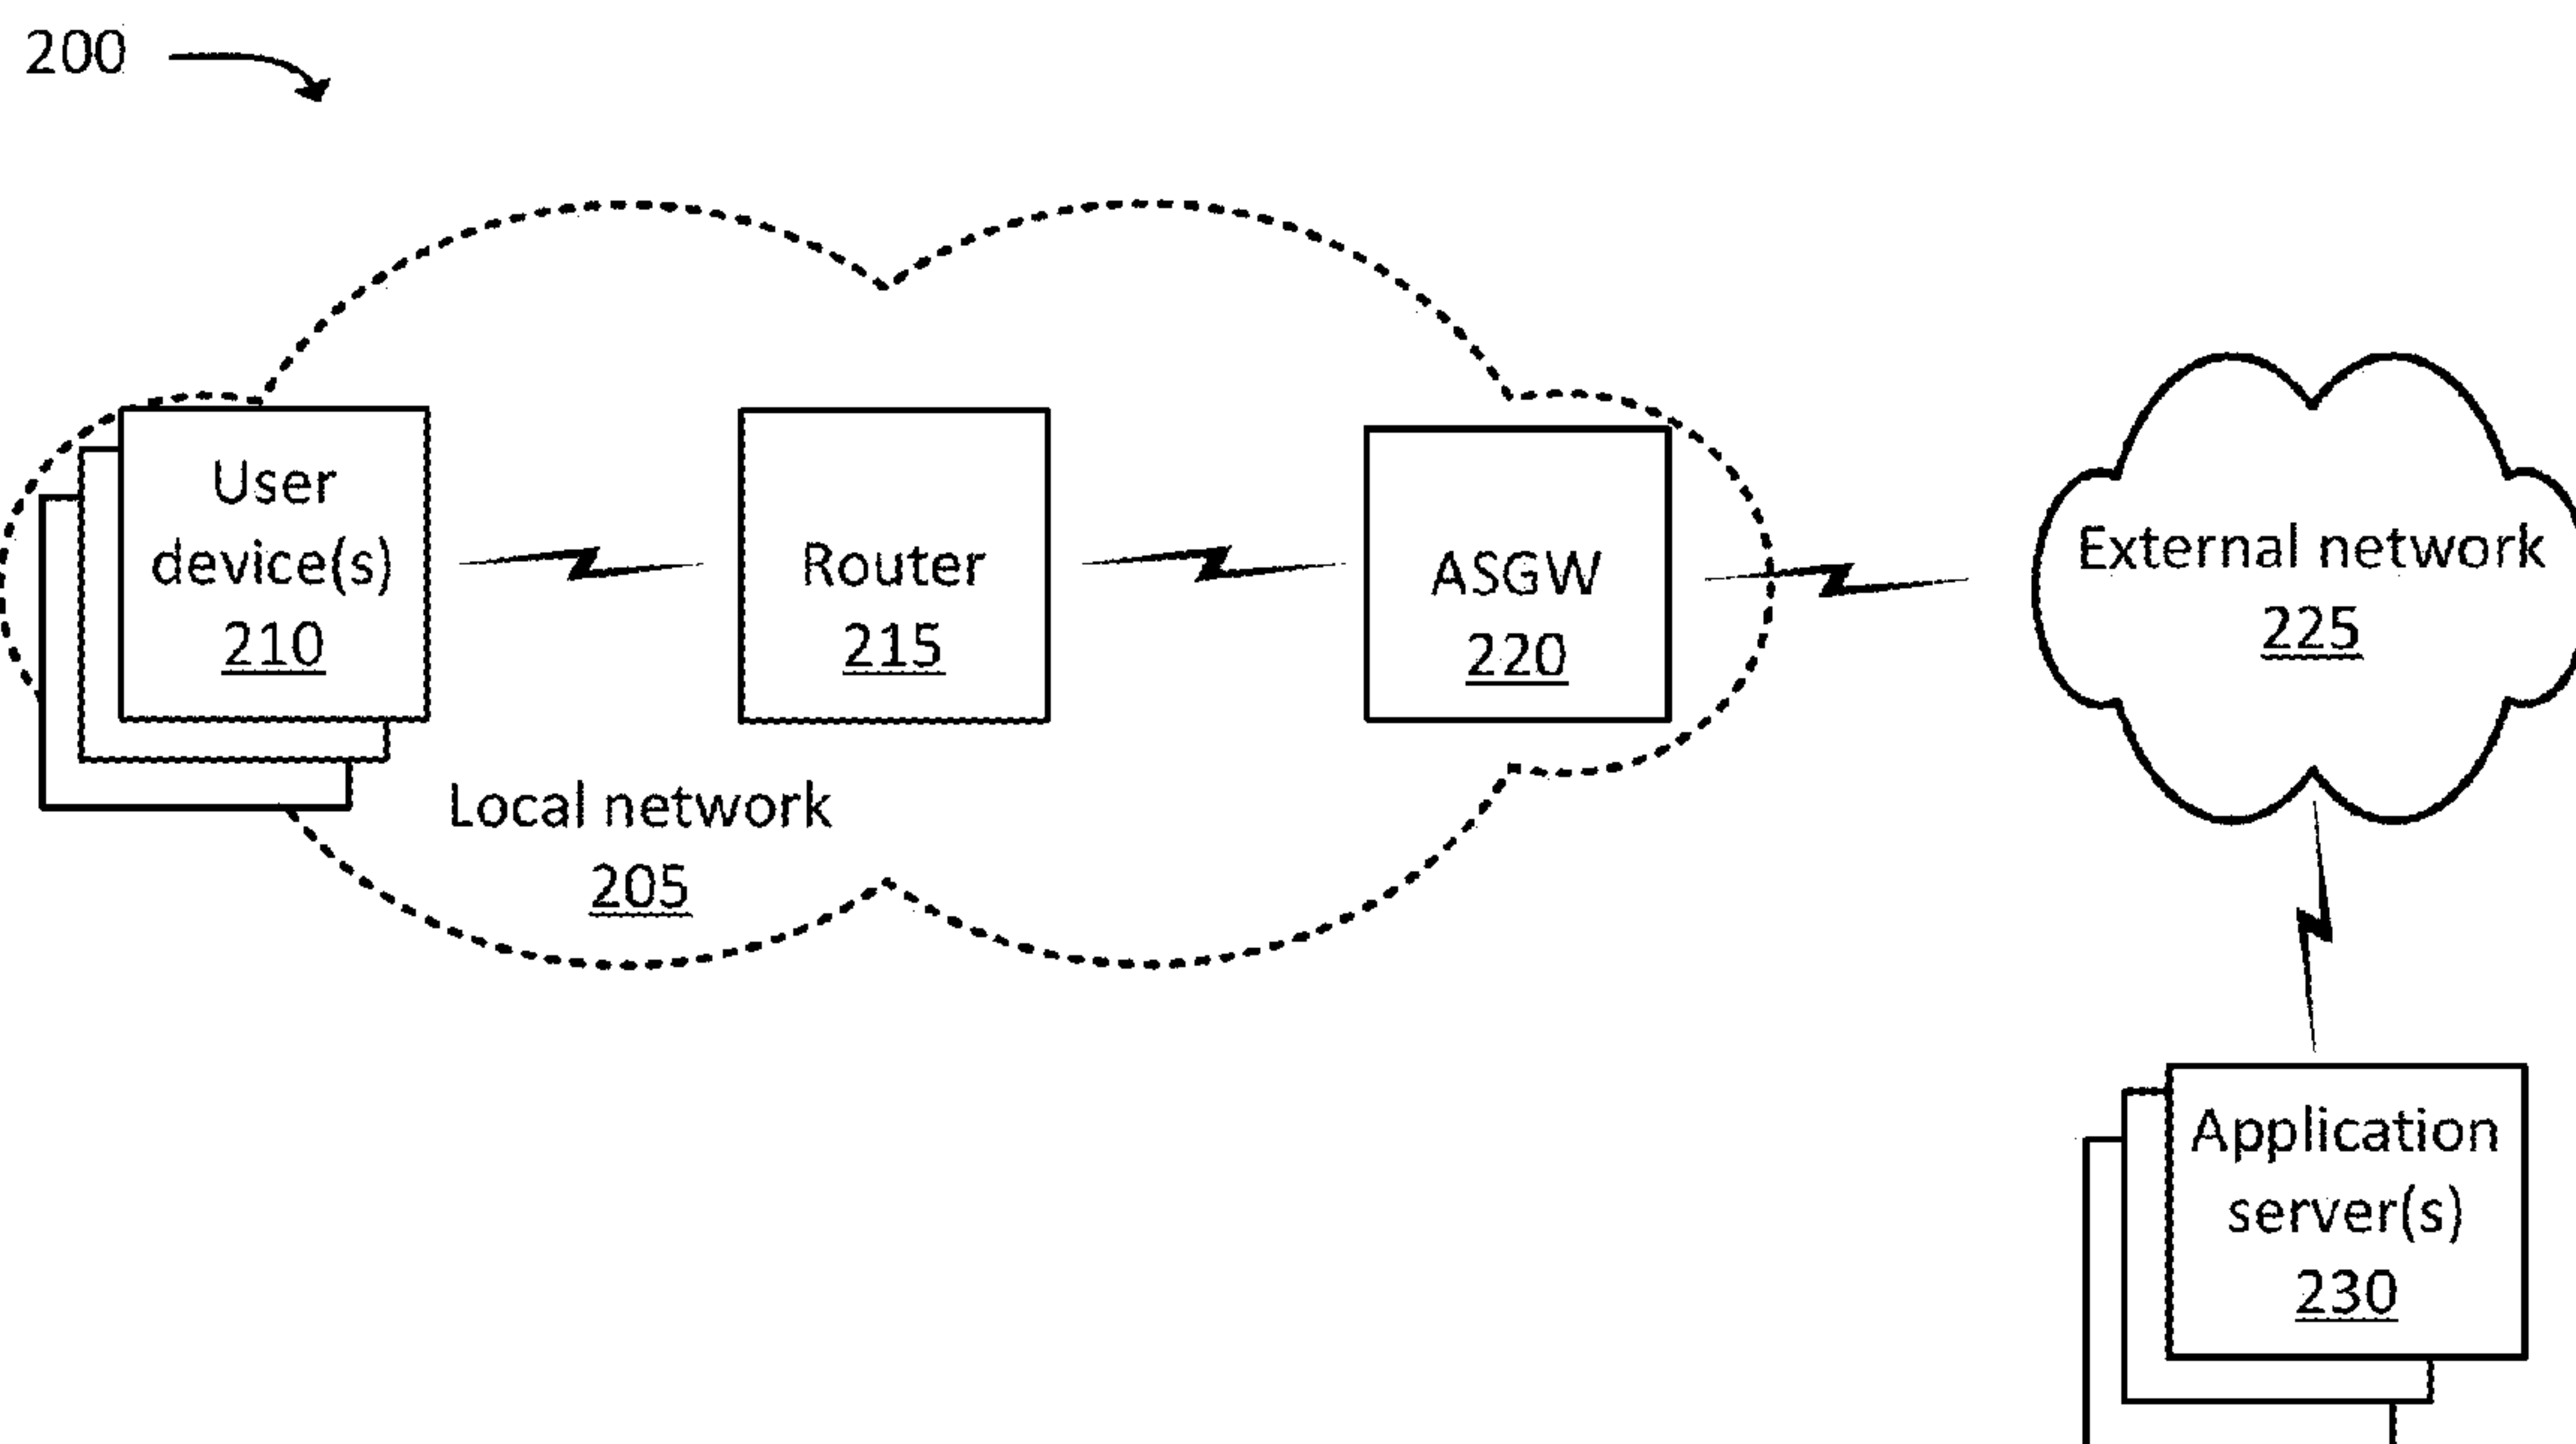 200
User
device(s)
210
Router
215
ASGW
220
Local network
205
External network
225
Application
server(s)
230